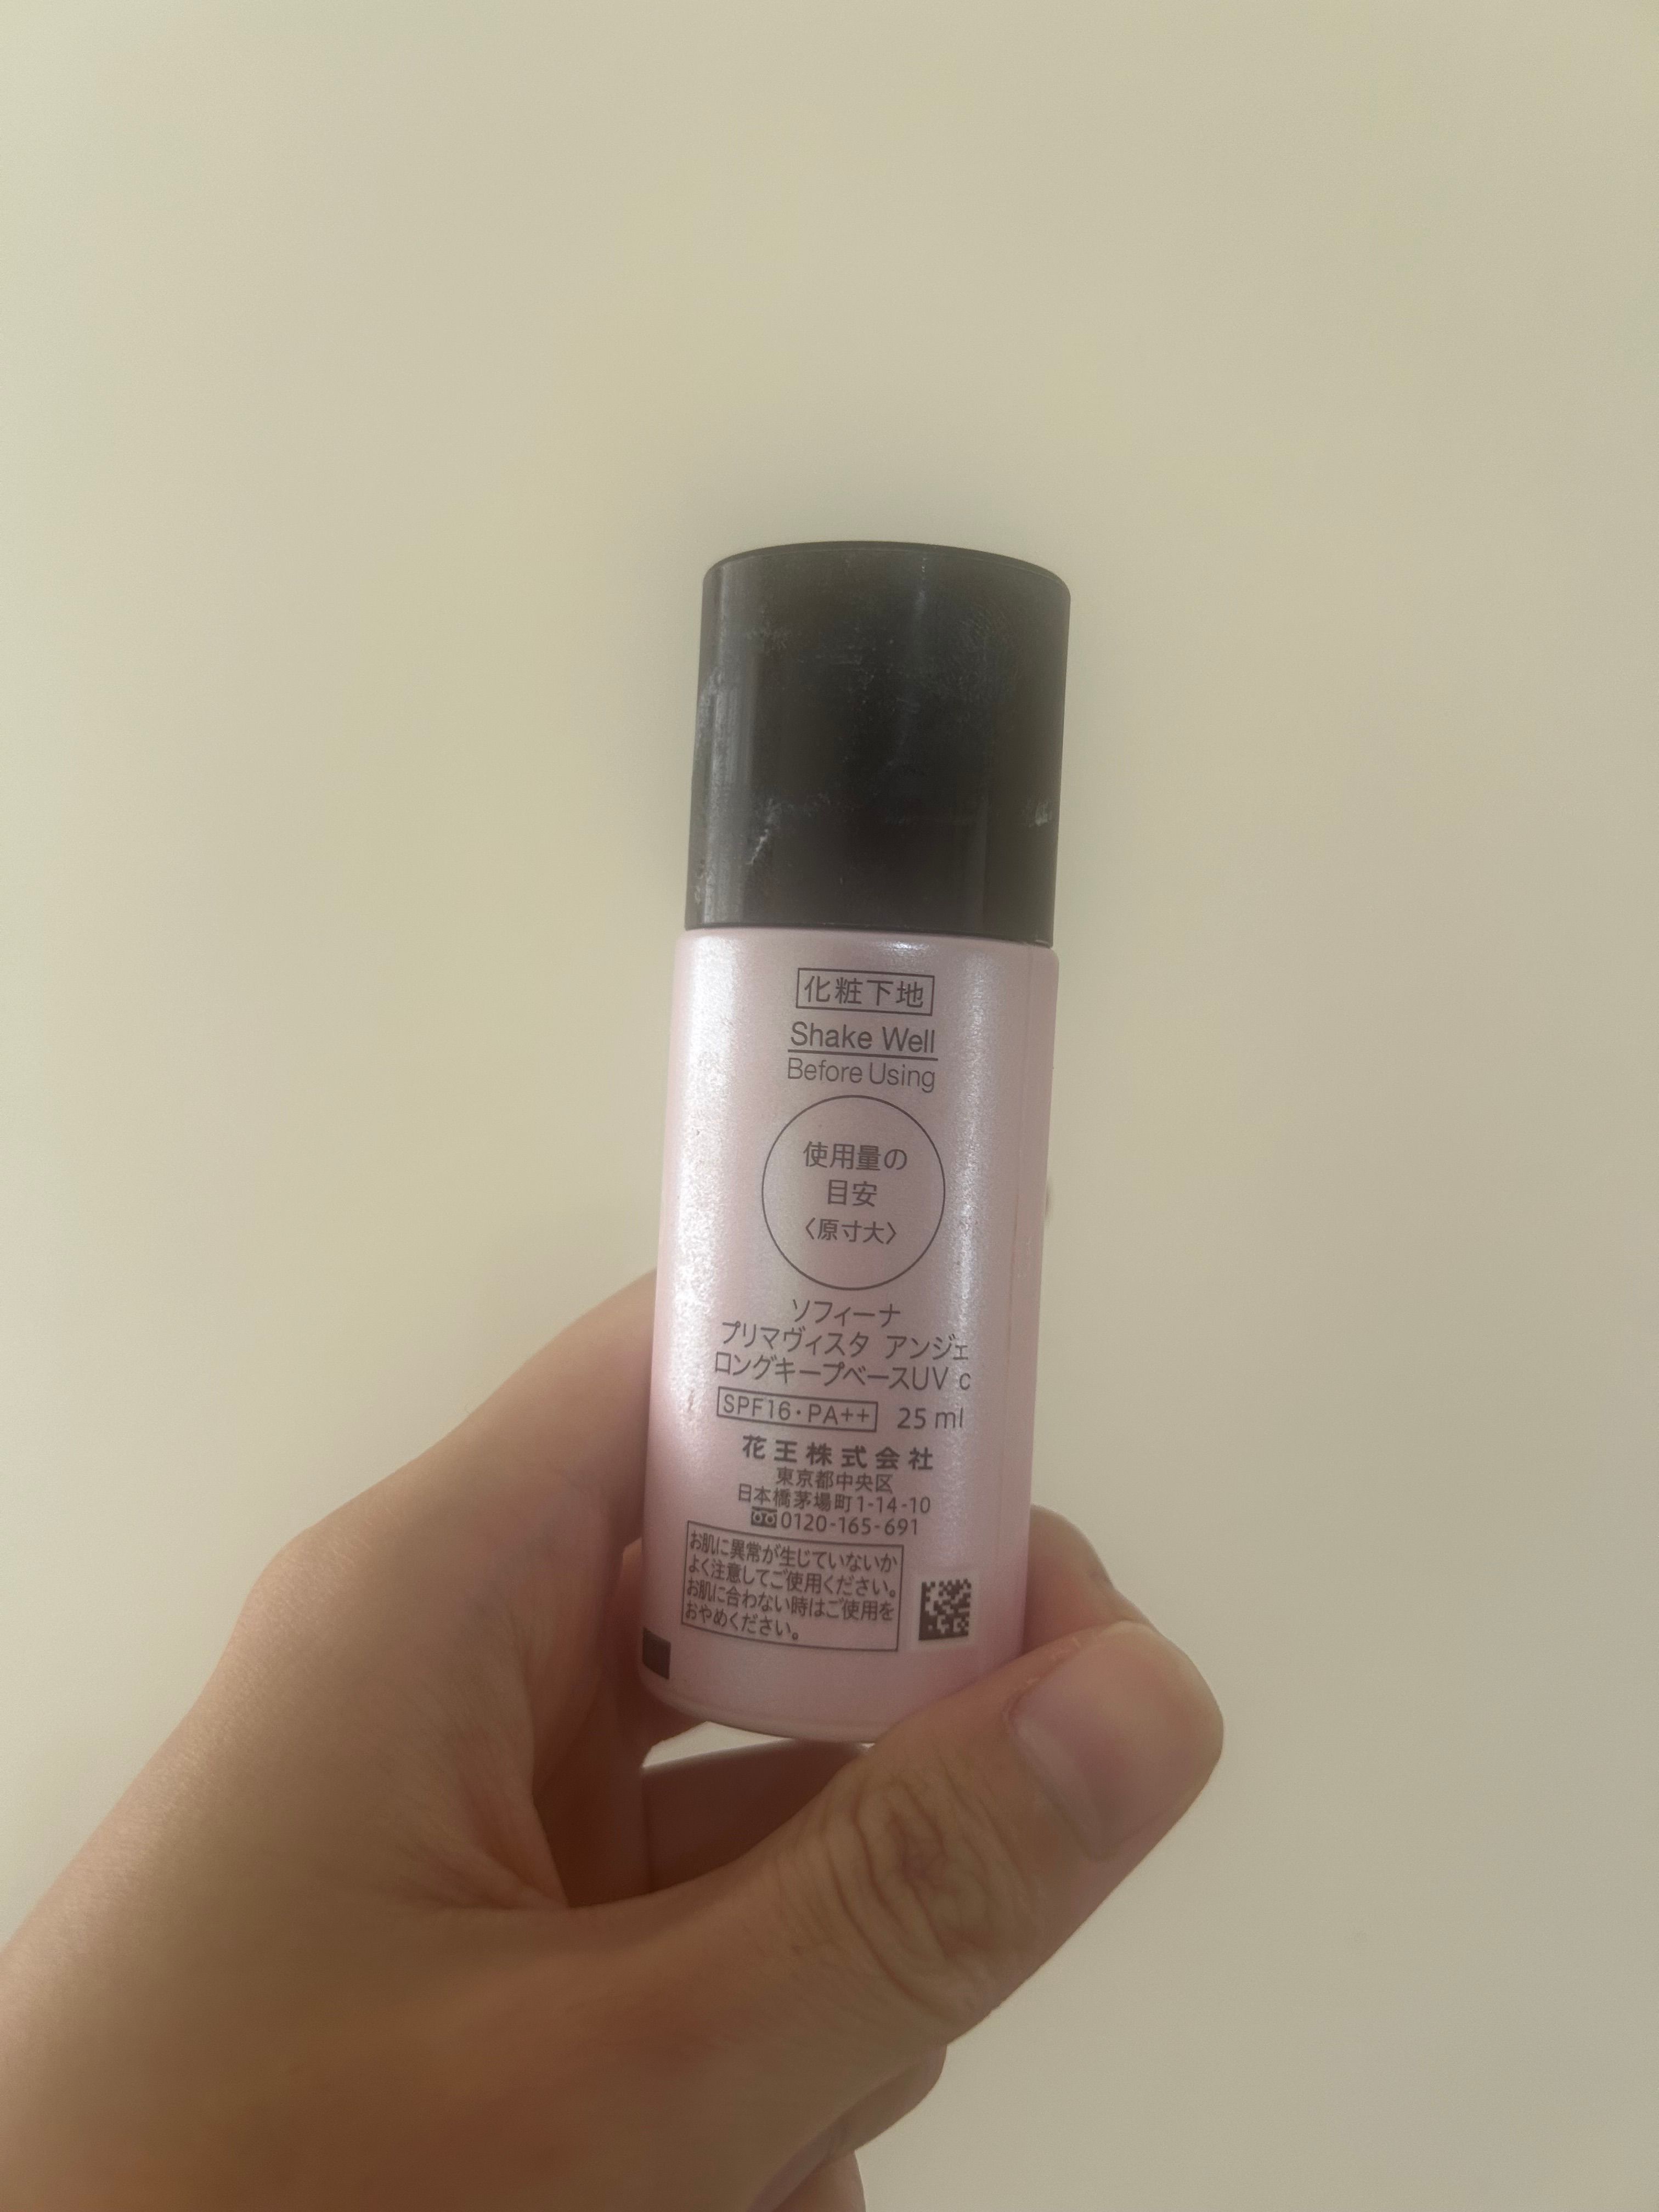 化粧下地
Shake Well
Before Using
使用量の
目安
〈原寸大〉
ソフィーナ
プリマヴィスタ アンジェ
ロングキープベースUV c
SPF16・PA++ 25 ml
花王株式会社
東京都中央区
日本橋茅場町1-14-10
0120-165-691
お肌に異常が生じていないか
よく注意してご使用ください。
お肌に合わない時はご使用を
おやめください。